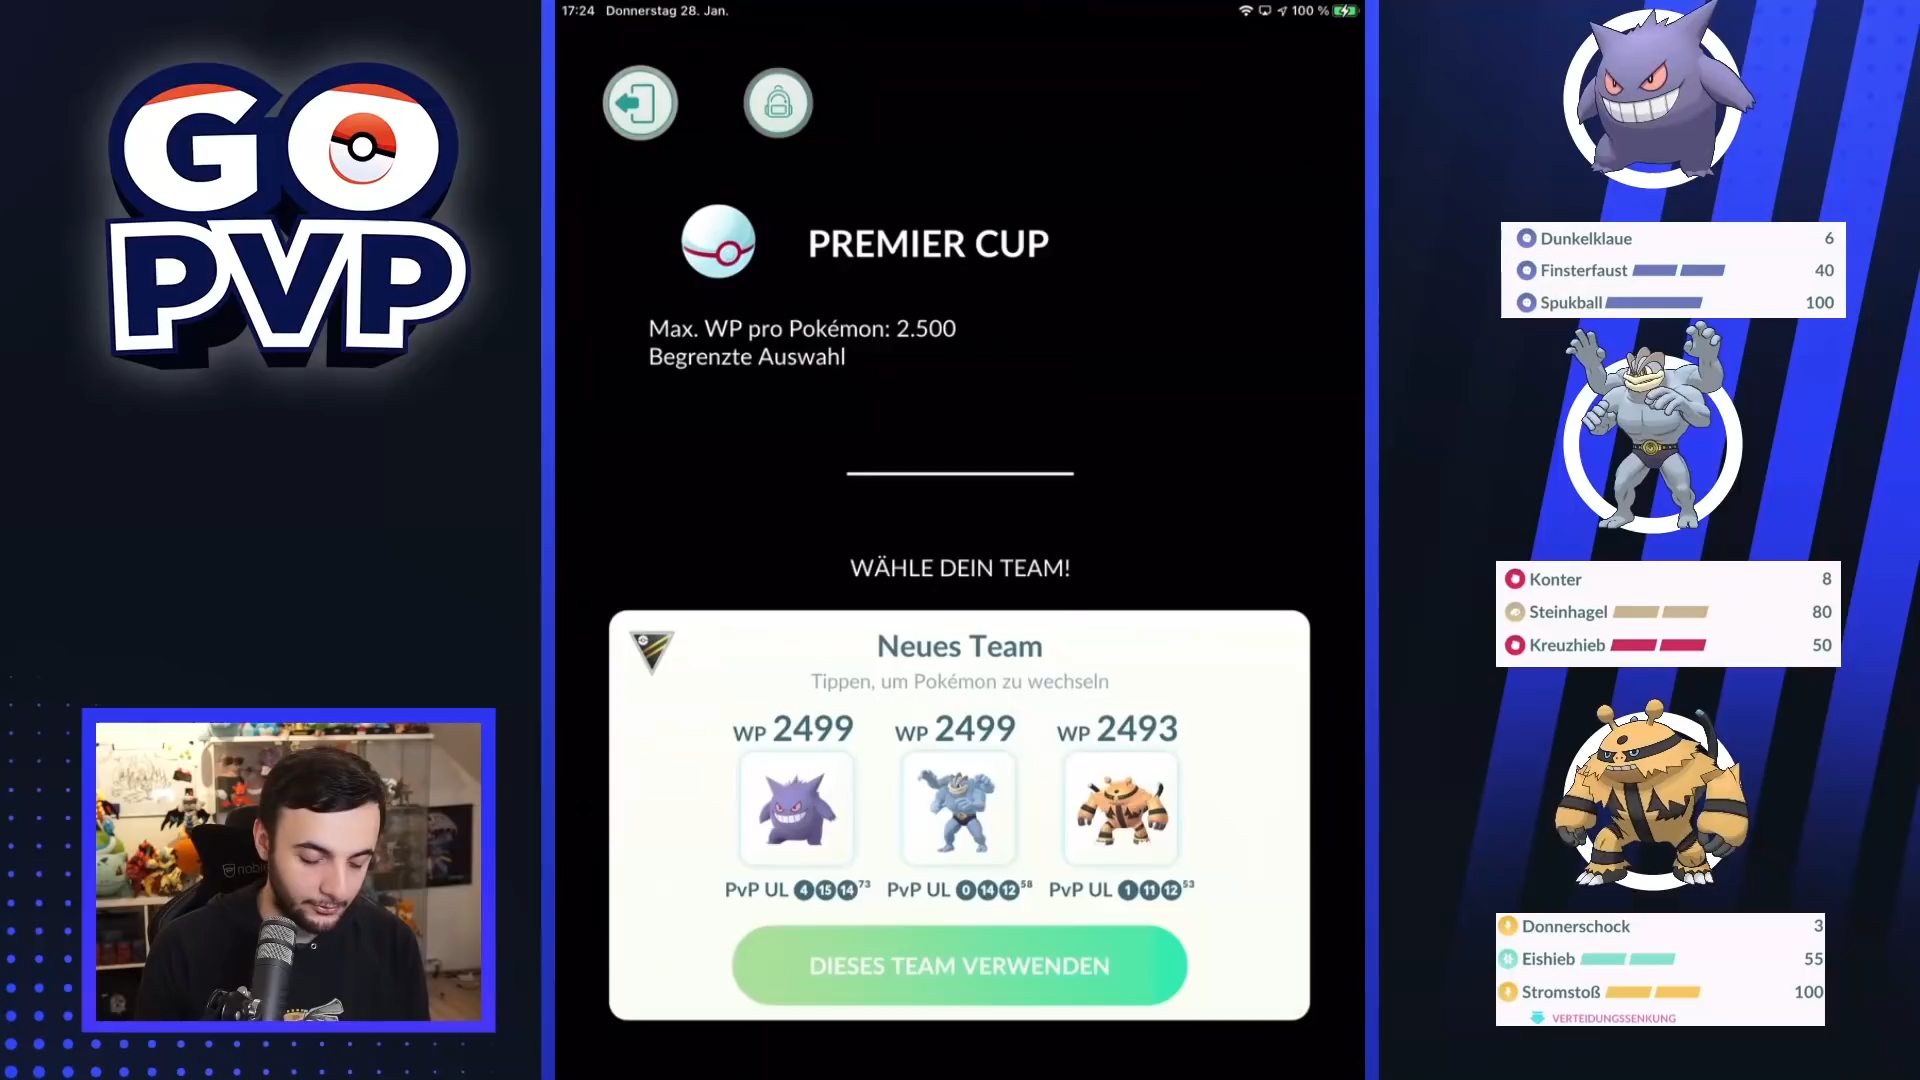 17:24 Donnerstag 28. Jan.
100 %
GO
PVP
PREMIER CUP
Max. WP pro Pokémon: 2.500
Begrenzte Auswahl
WÄHLE DEIN TEAM!
Neues Team
Tippen, um Pokémon zu wechseln
WP 2499
WP 2499
WP 2493
PvP UL 4 15 14 73
PvP UL 0 14 12 58
PvP UL 1 11 12 53
DIESES TEAM VERWENDEN
Dunkelklaue 6
Finsterfaust 40
Spukball 100
Konter 8
Steinhagel 80
Kreuzhieb 50
Donnerschock 3
Eishieb 55
Stromstoß 100
VERTEIDUNGSSENKUNG